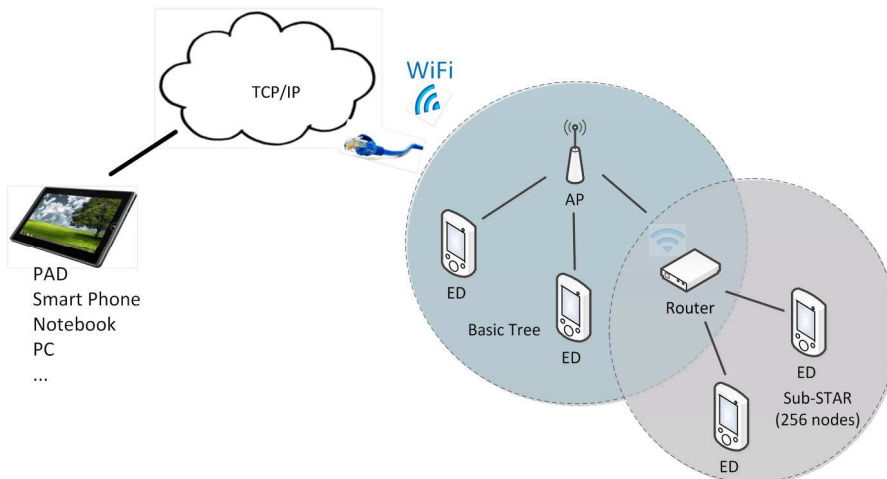 TCP/IP
WiFi
AP
ED
Basic Tree
ED
Router
ED
Sub-STAR
(256 nodes)
ED
PAD
Smart Phone
Notebook
PC
...